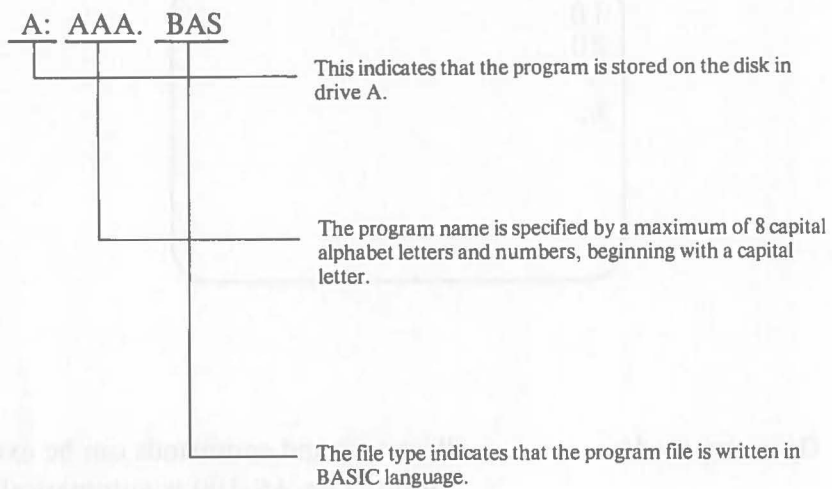 A: AAA. BAS
This indicates that the program is stored on the disk in
drive A.
The program name is specified by a maximum of 8 capital
alphabet letters and numbers, beginning with a capital
letter.
The file type indicates that the program file is written in
BASIC language.